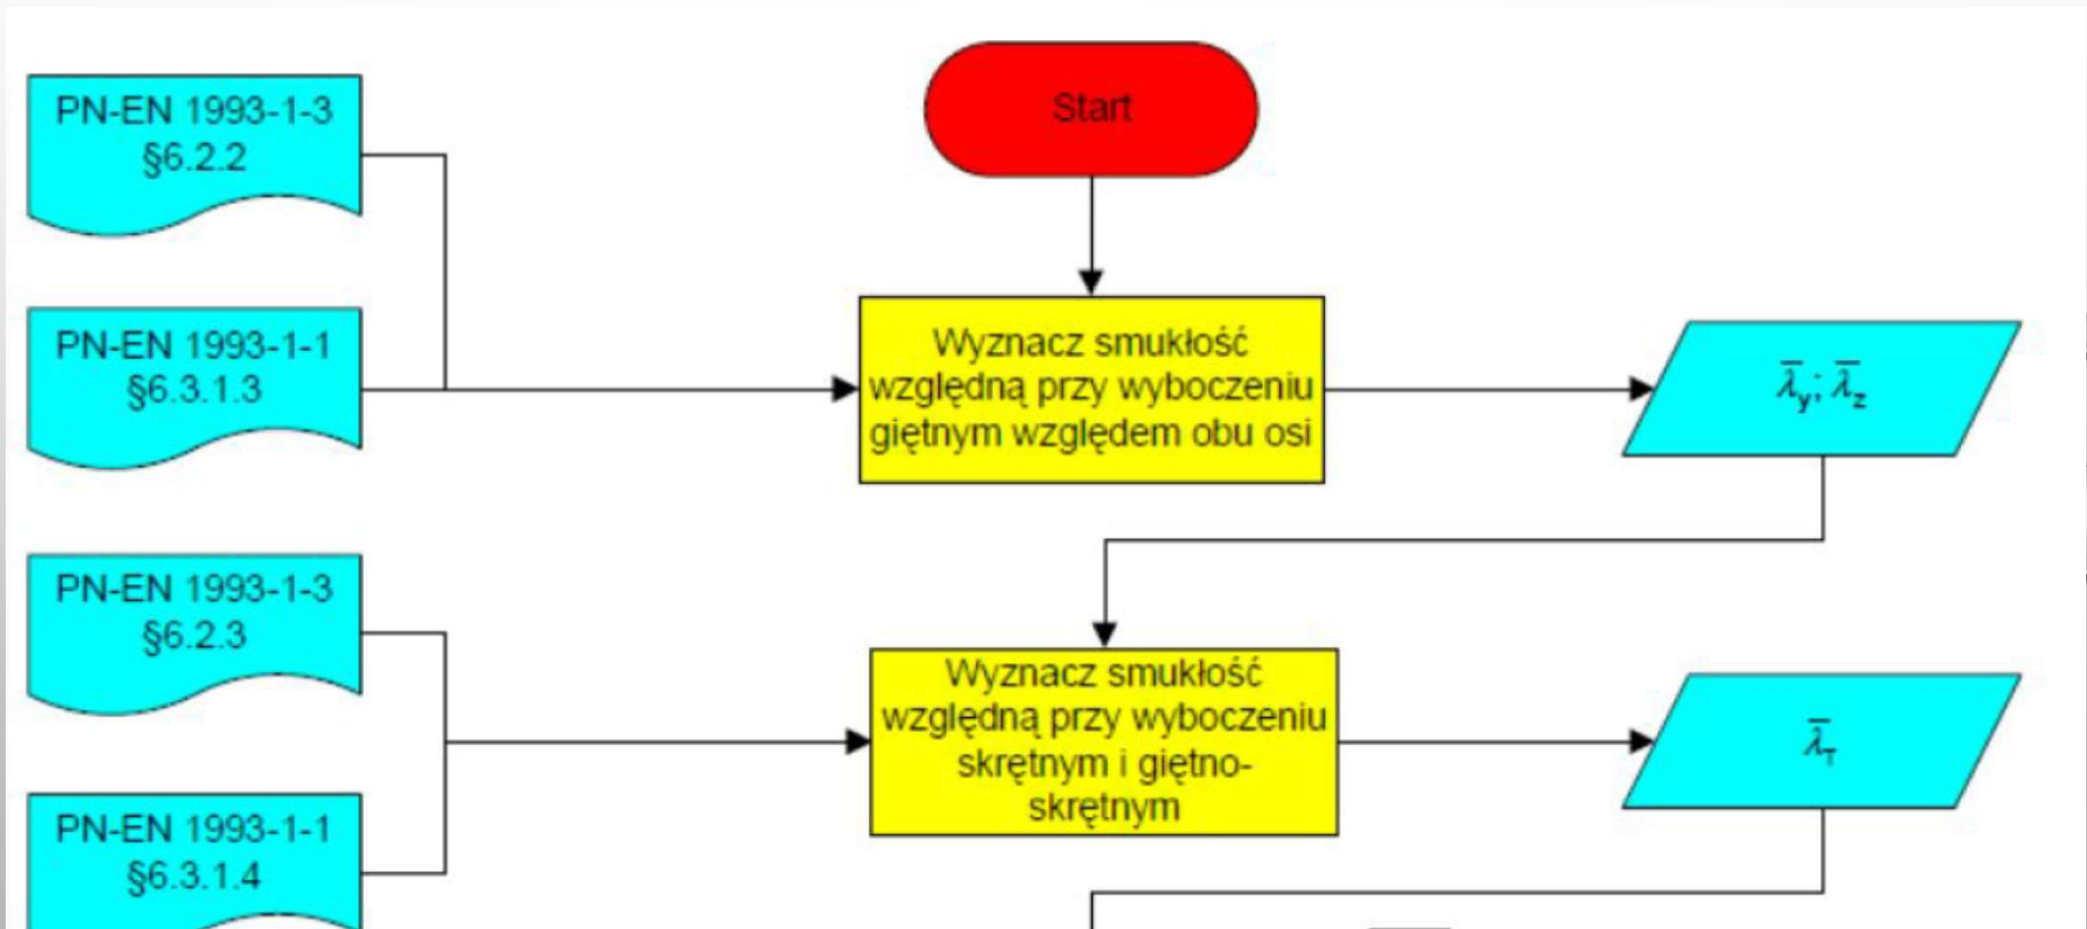 Start
PN-EN 1993-1-3
§6.2.2
PN-EN 1993-1-1
§6.3.1.3
Wyznacz smukłość
względną przy wyboczeniu
giętnym względem obu osi
λ̅y; λ̅z
PN-EN 1993-1-3
§6.2.3
PN-EN 1993-1-1
§6.3.1.4
Wyznacz smukłość
względną przy wyboczeniu
skrętnym i giętno-
skrętnym
λ̅T